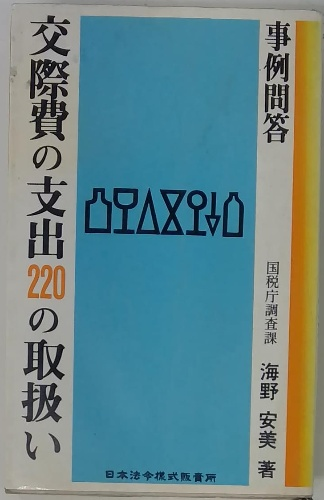 事例問答
交際費の支出220の取扱い
国税庁調査課
海野安美 著
日本法令様式販売所